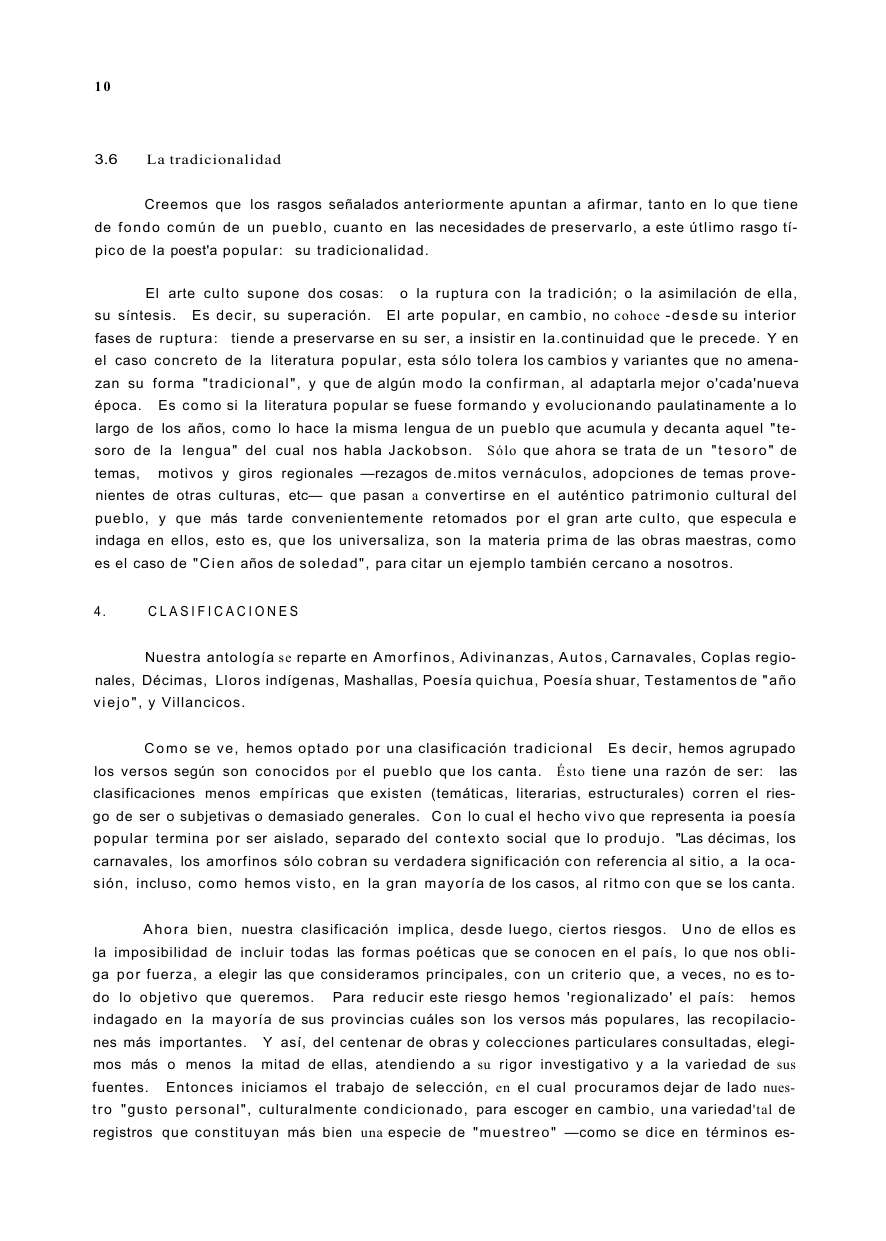 10
3.6 La tradicionalidad
Creemos que los rasgos señalados anteriormente apuntan a afirmar, tanto en lo que tiene
de fondo común de un pueblo, cuanto en las necesidades de preservarlo, a este útlimo rasgo tí-
pico de la poest'a popular: su tradicionalidad.
El arte culto supone dos cosas: o la ruptura con la tradición; o la asimilación de ella,
su síntesis. Es decir, su superación. El arte popular, en cambio, no cohoce -desde su interior
fases de ruptura: tiende a preservarse en su ser, a insistir en la.continuidad que le precede. Y en
el caso concreto de la literatura popular, esta sólo tolera los cambios y variantes que no amena-
zan su forma "tradicional", y que de algún modo la confirman, al adaptarla mejor o'cada'nueva
época. Es como si la literatura popular se fuese formando y evolucionando paulatinamente a lo
largo de los años, como lo hace la misma lengua de un pueblo que acumula y decanta aquel "te-
soro de la lengua" del cual nos habla Jackobson. Sólo que ahora se trata de un "tesoro" de
temas, motivos y giros regionales —rezagos de.mitos vernáculos, adopciones de temas prove-
nientes de otras culturas, etc— que pasan a convertirse en el auténtico patrimonio cultural del
pueblo, y que más tarde convenientemente retomados por el gran arte culto, que especula e
indaga en ellos, esto es, que los universaliza, son la materia prima de las obras maestras, como
es el caso de "Cien años de soledad", para citar un ejemplo también cercano a nosotros.
4. CLASIFICACIONES
Nuestra antología se reparte en Amorfinos, Adivinanzas, Autos, Carnavales, Coplas regio-
nales, Décimas, Lloros indígenas, Mashallas, Poesía quichua, Poesía shuar, Testamentos de "año
viejo", y Villancicos.
Como se ve, hemos optado por una clasificación tradicional Es decir, hemos agrupado
los versos según son conocidos por el pueblo que los canta. Ésto tiene una razón de ser: las
clasificaciones menos empíricas que existen (temáticas, literarias, estructurales) corren el ries-
go de ser o subjetivas o demasiado generales. Con lo cual el hecho vivo que representa ia poesía
popular termina por ser aislado, separado del contexto social que lo produjo. "Las décimas, los
carnavales, los amorfinos sólo cobran su verdadera significación con referencia al sitio, a la oca-
sión, incluso, como hemos visto, en la gran mayoría de los casos, al ritmo con que se los canta.
Ahora bien, nuestra clasificación implica, desde luego, ciertos riesgos. Uno de ellos es
la imposibilidad de incluir todas las formas poéticas que se conocen en el país, lo que nos obli-
ga por fuerza, a elegir las que consideramos principales, con un criterio que, a veces, no es to-
do lo objetivo que queremos. Para reducir este riesgo hemos 'regionalizado' el país: hemos
indagado en la mayoría de sus provincias cuáles son los versos más populares, las recopilacio-
nes más importantes. Y así, del centenar de obras y colecciones particulares consultadas, elegi-
mos más o menos la mitad de ellas, atendiendo a su rigor investigativo y a la variedad de sus
fuentes. Entonces iniciamos el trabajo de selección, en el cual procuramos dejar de lado nues-
tro "gusto personal", culturalmente condicionado, para escoger en cambio, una variedad'tal de
registros que constituyan más bien una especie de "muestreo" —como se dice en términos es-